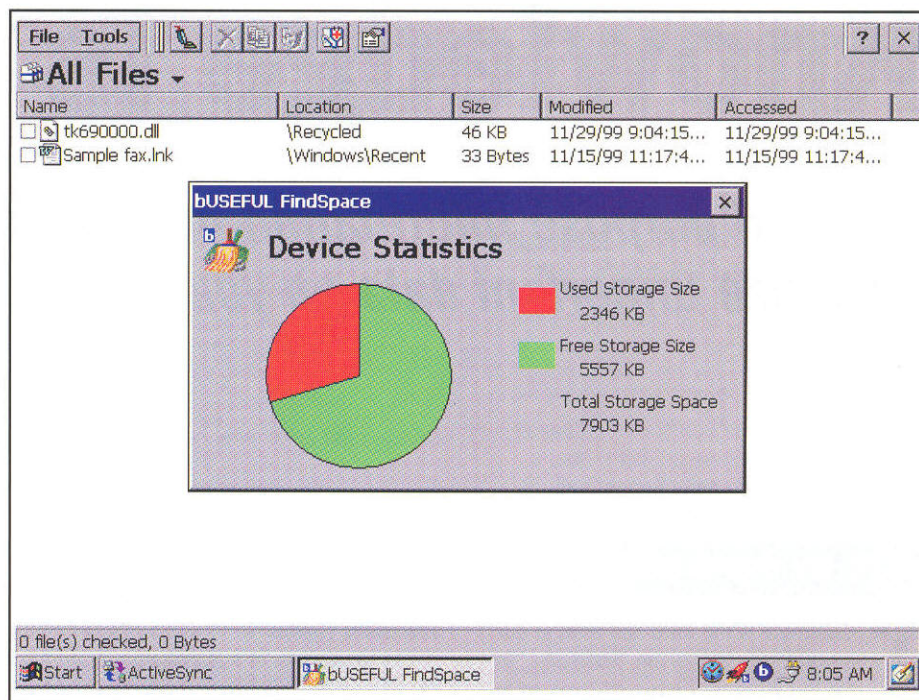 File Tools ?
All Files
Name Location Size Modified Accessed
tk690000.dll \Recycled 46 KB 11/29/99 9:04:15... 11/29/99 9:04:15...
Sample fax.lnk \Windows\Recent 33 Bytes 11/15/99 11:17:4... 11/15/99 11:17:4...
bUSEFUL FindSpace
b
Device Statistics
Used Storage Size
2346 KB
Free Storage Size
5557 KB
Total Storage Space
7903 KB
0 file(s) checked, 0 Bytes
Start ActiveSync bUSEFUL FindSpace b 8:05 AM